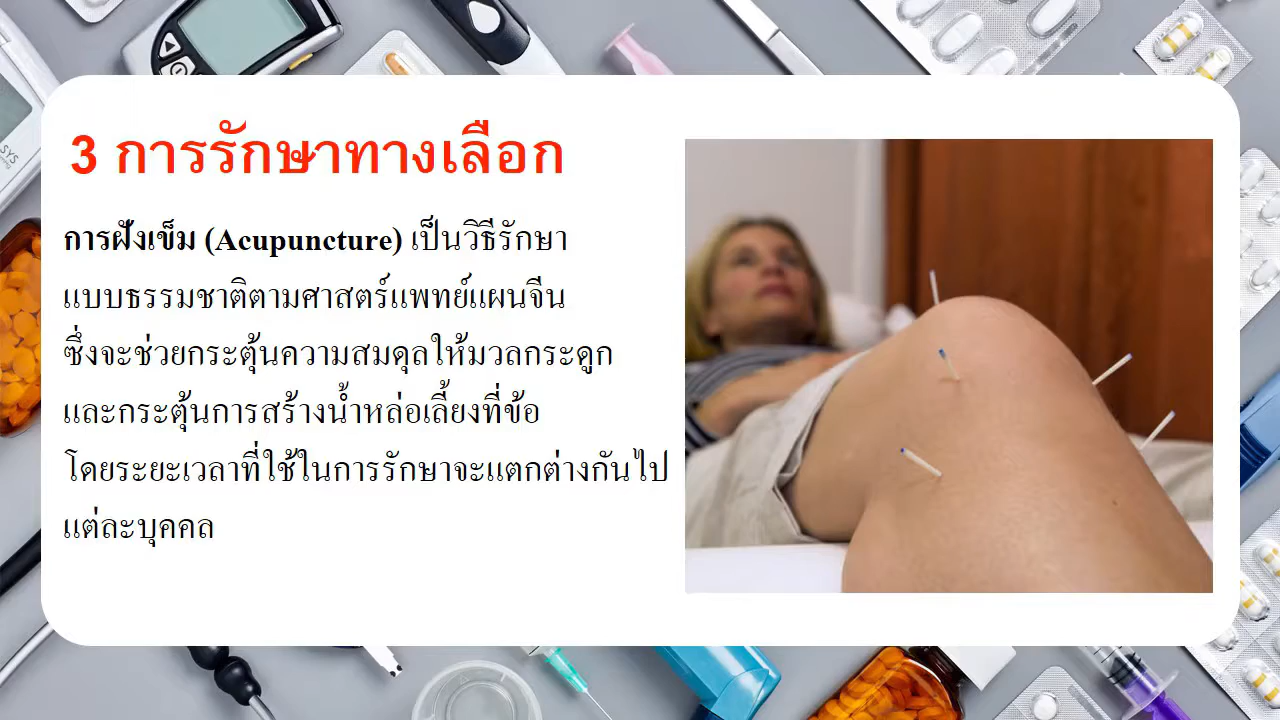 3 การรักษาทางเลือก
การฝังเข็ม (Acupuncture) เป็นวิธีรักษา
แบบธรรมชาติตามศาสตร์แพทย์แผนจีน
ซึ่งจะช่วยกระตุ้นความสมดุลให้มวลกระดูก
และกระตุ้นการสร้างน้ำหล่อเลี้ยงที่ข้อ
โดยระยะเวลาที่ใช้ในการรักษาจะแตกต่างกันไป
แต่ละบุคคล
SYS